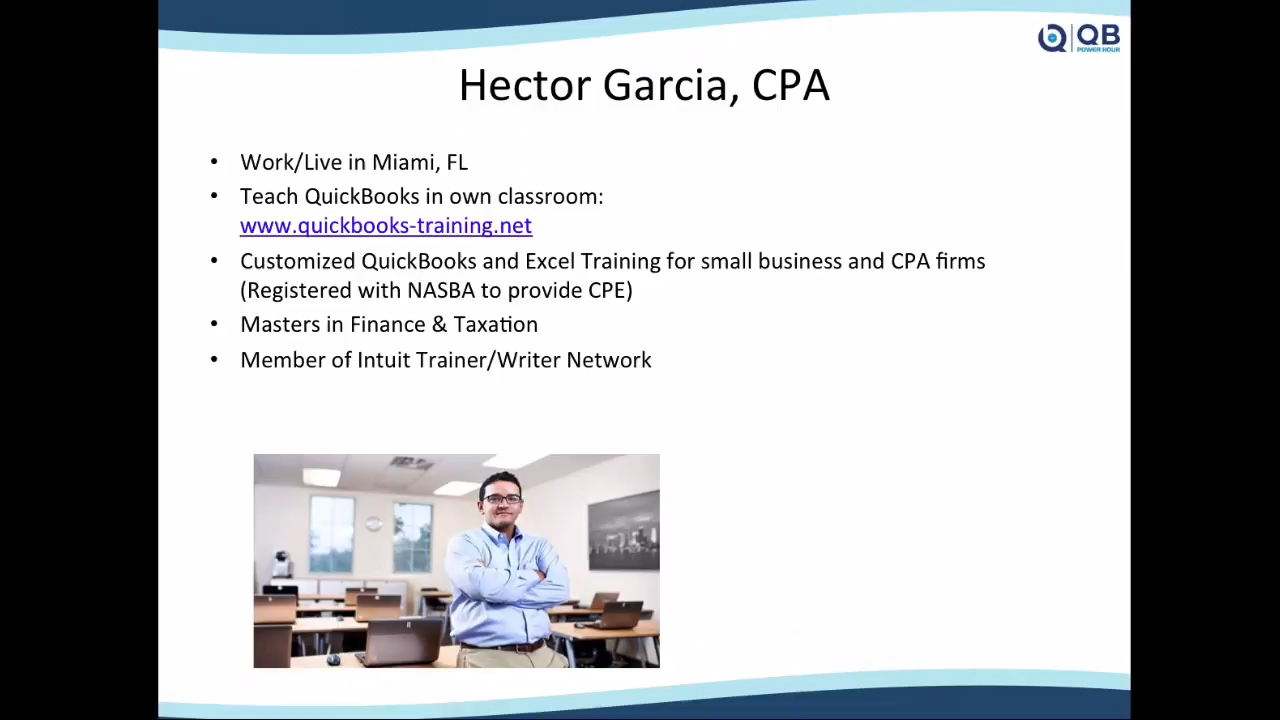 QB
POWER HOUR
Hector Garcia, CPA
• Work/Live in Miami, FL
• Teach QuickBooks in own classroom:
www.quickbooks-training.net
• Customized QuickBooks and Excel Training for small business and CPA firms
(Registered with NASBA to provide CPE)
• Masters in Finance & Taxation
• Member of Intuit Trainer/Writer Network